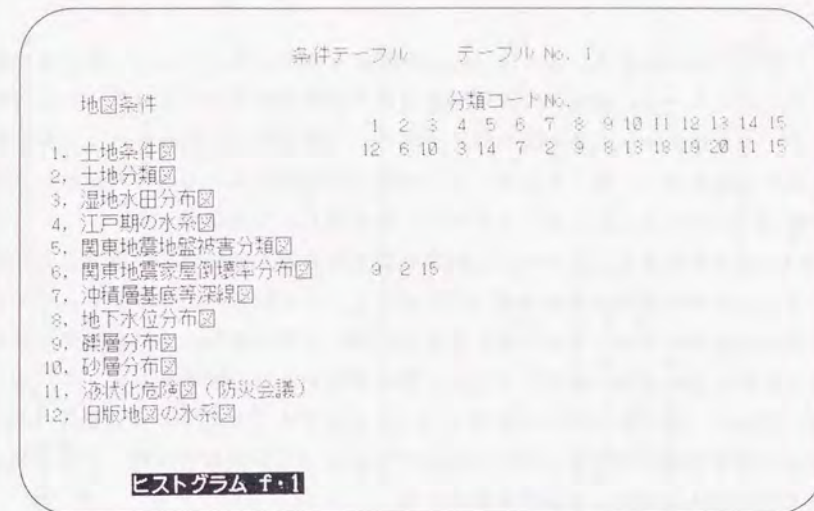 条件テーブル　テーブル No. 1
地図条件　分類コードNo.
1 2 3 4 5 6 7 8 9 10 11 12 13 14 15
1. 土地条件図 12 6 10 3 14 7 2 9 8 13 18 19 20 11 15
2. 土地分類図
3. 湿地水田分布図
4. 江戸期の水系図
5. 関東地震地盤被害分類図
6. 関東地震家屋倒壊率分布図 9 2 15
7. 沖積層基底等深線図
8. 地下水位分布図
9. 礫層分布図
10. 砂層分布図
11. 液状化危険図（防災会議）
12. 旧版地図の水系図
ヒストグラム f・1